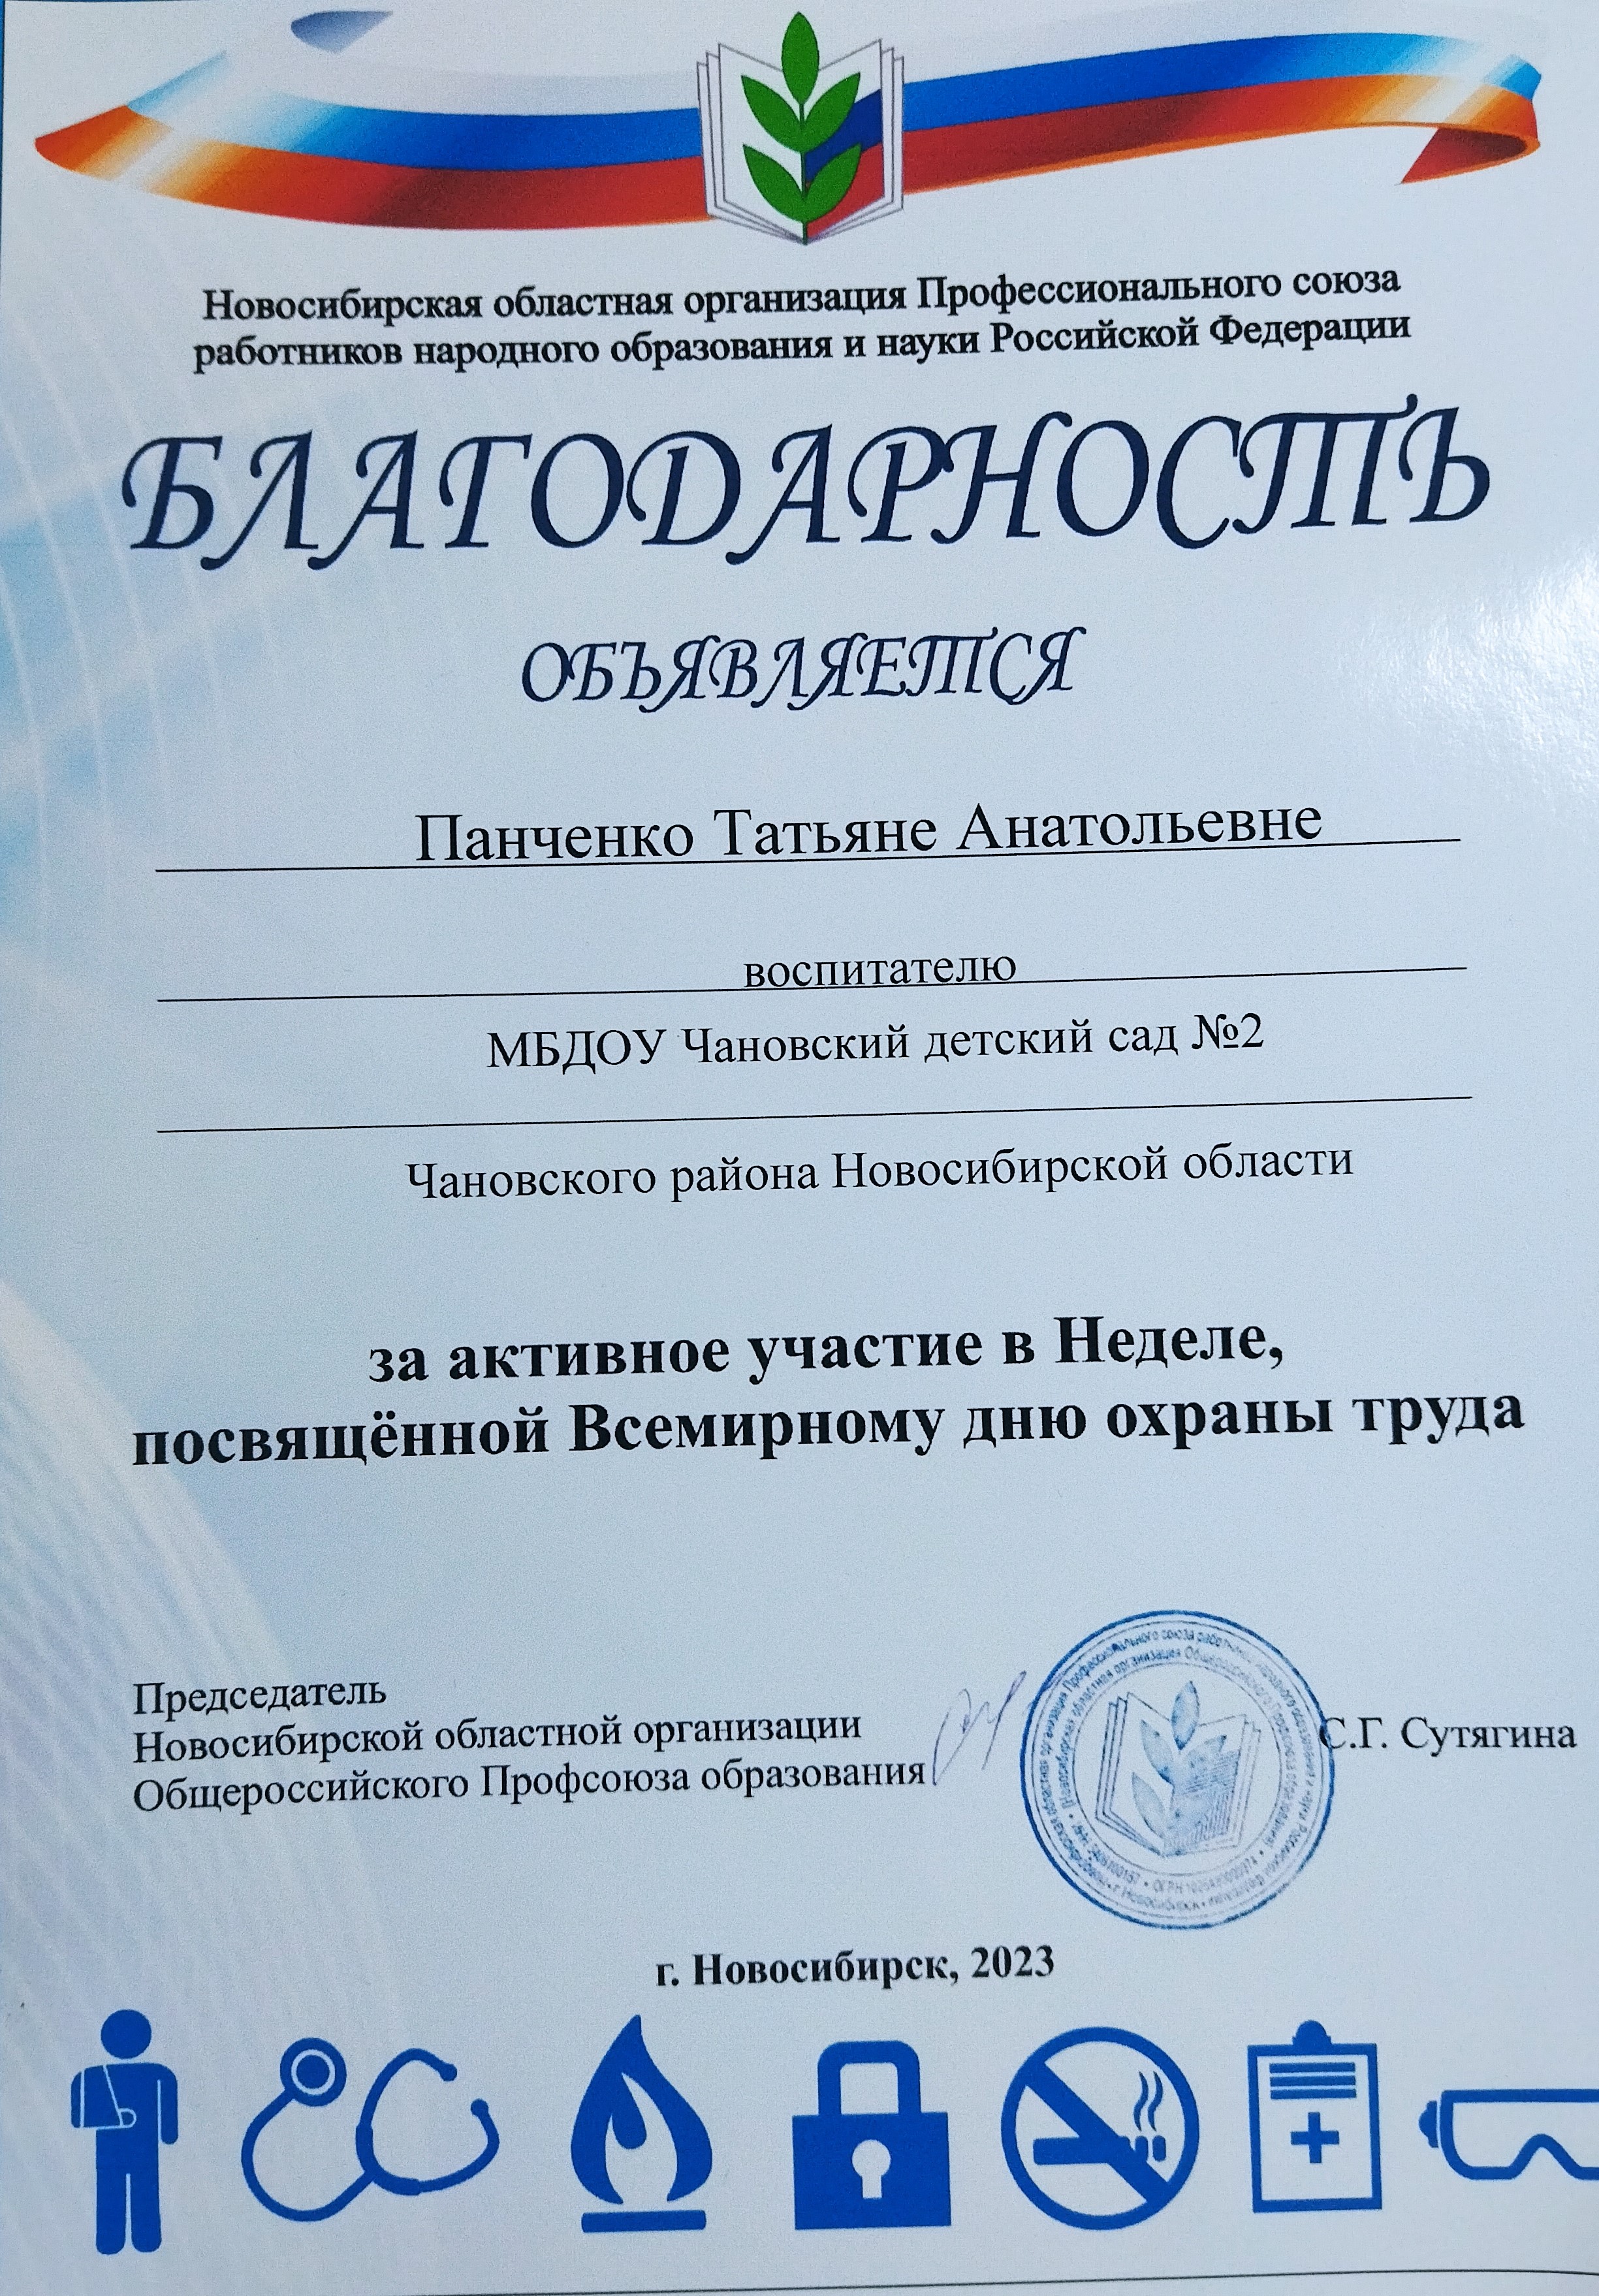 Новосибирская областная организация Профессионального союза
работников народного образования и науки Российской Федерации
БЛАГОДАРНОСТЬ
ОБЪЯВЛЯЕТСЯ
Панченко Татьяне Анатольевне
воспитателю
МБДОУ Чановский детский сад №2
Чановского района Новосибирской области
за активное участие в Неделе,
посвящённой Всемирному дню охраны труда
Председатель
Новосибирской областной организации
Общероссийского Профсоюза образования
С.Г. Сутягина
г. Новосибирск, 2023